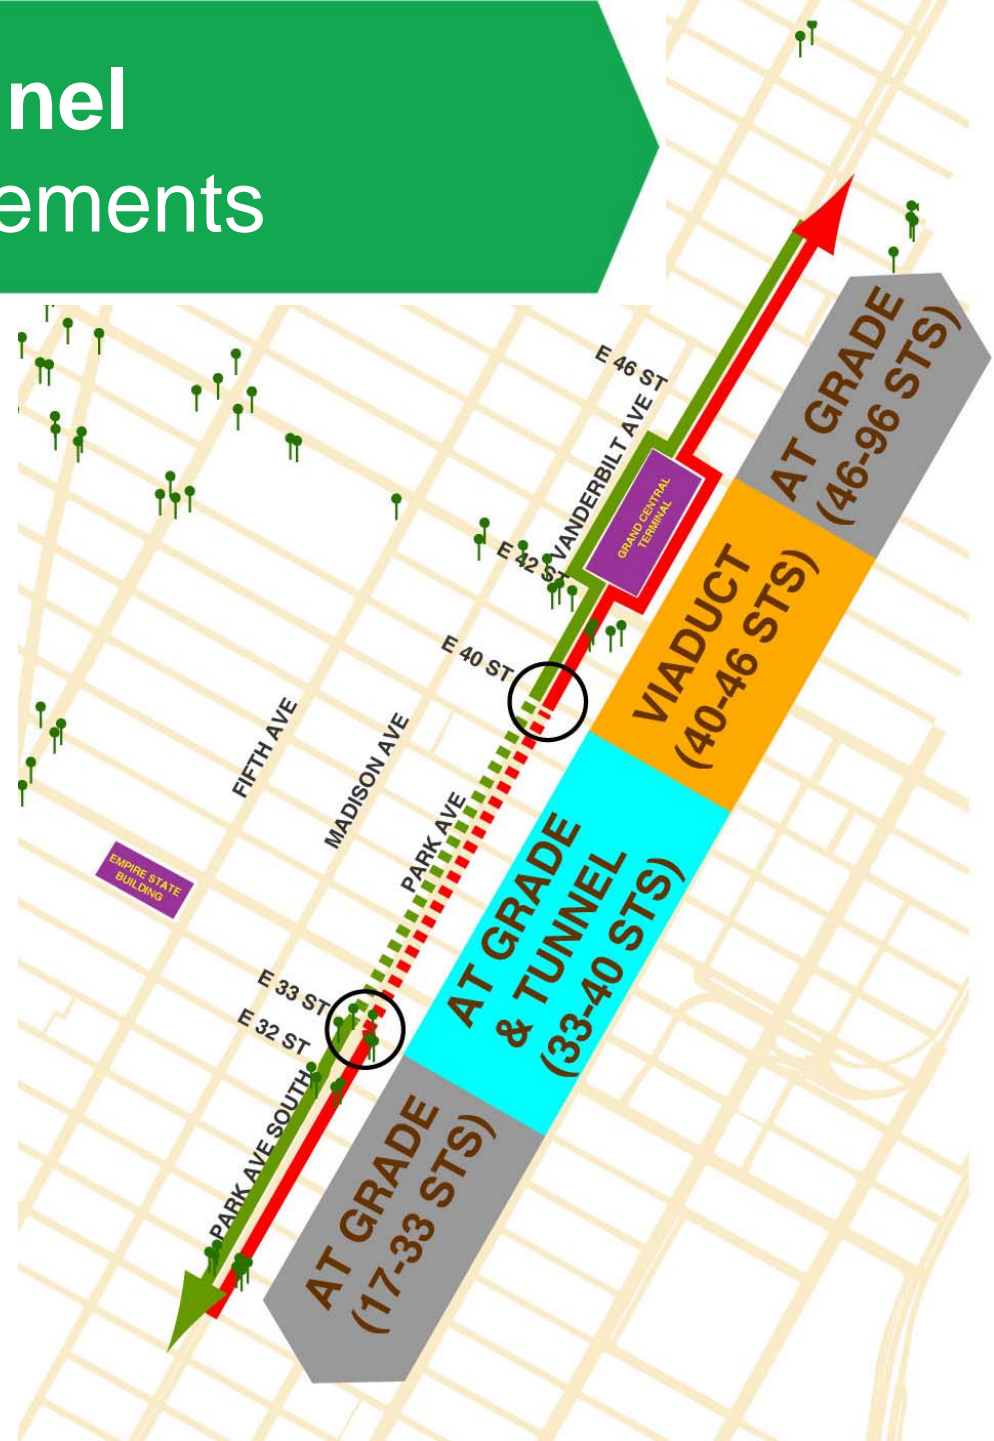 nel
ements
E 46 ST
VANDERBILT AVE
GRAND CENTRAL
TERMINAL
E 42 ST
E 40 ST
FIFTH AVE
MADISON AVE
PARK AVE
EMPIRE STATE
BUILDING
E 33 ST
E 32 ST
PARK AVE SOUTH
AT GRADE
(46-96 STS)
VIADUCT
(40-46 STS)
AT GRADE
& TUNNEL
(33-40 STS)
AT GRADE
(17-33 STS)